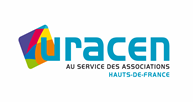 uracen
AU SERVICE DES ASSOCIATIONS
HAUTS-DE-FRANCE